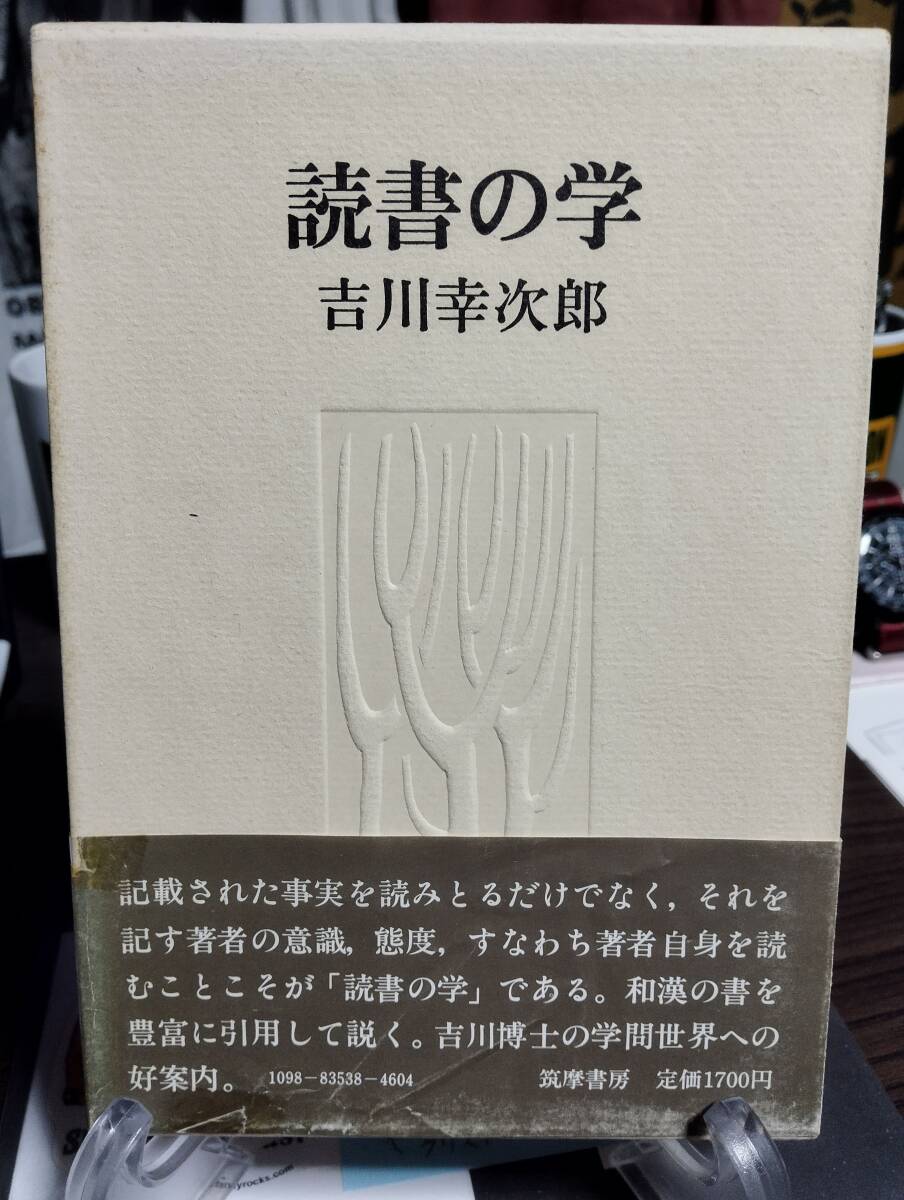 読書の学
吉川幸次郎
記載された事実を読みとるだけでなく，それを
記す著者の意識，態度，すなわち著者自身を読
むことこそが「読書の学」である。和漢の書を
豊富に引用して説く。吉川博士の学問世界への
好案内。 1098-83538-4604 筑摩書房 定価1700円